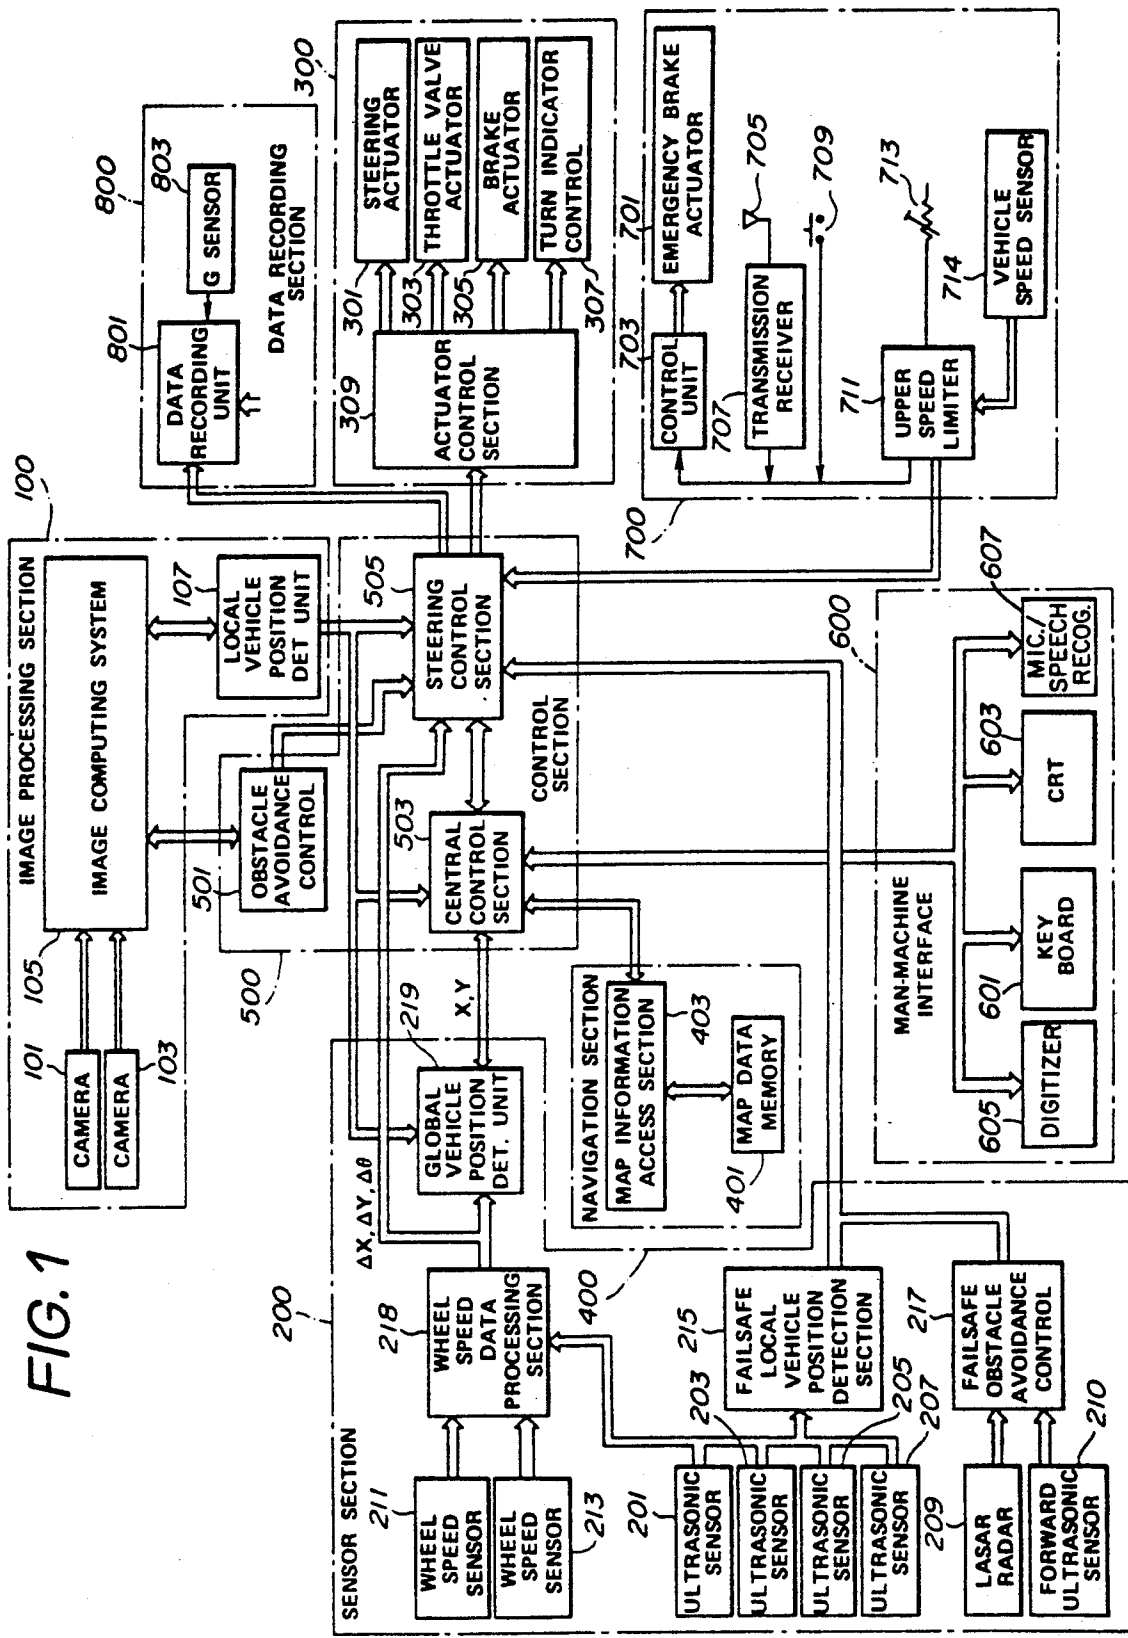 FIG. 1
IMAGE PROCESSING SECTION
100
101
CAMERA
CAMERA
103
105
IMAGE COMPUTING SYSTEM
107
LOCAL
VEHICLE
POSITION
DET UNIT
800
801
DATA
RECORDING
UNIT
803
G SENSOR
DATA RECORDING
SECTION
500
501
OBSTACLE
AVOIDANCE
CONTROL
503
CENTRAL
CONTROL
SECTION
505
STEERING
CONTROL
SECTION
CONTROL
SECTION
300
309
ACTUATOR
CONTROL
SECTION
301
STEERING
ACTUATOR
303
THROTTLE VALVE
ACTUATOR
305
BRAKE
ACTUATOR
307
TURN INDICATOR
CONTROL
200
SENSOR SECTION
211
WHEEL
SPEED
SENSOR
WHEEL
SPEED
SENSOR
213
218
WHEEL
SPEED
DATA
PROCESSING
SECTION
ΔX, ΔY, Δθ
219
GLOBAL
VEHICLE
POSITION
DET. UNIT
X,Y
201
ULTRASONIC
SENSOR
203
ULTRASONIC
SENSOR
205
ULTRASONIC
SENSOR
207
ULTRASONIC
SENSOR
215
FAILSAFE
LOCAL
VEHICLE
POSITION
DETECTION
SECTION
209
LASAR
RADAR
210
FORWARD
ULTRASONIC
SENSOR
217
FAILSAFE
OBSTACLE
AVOIDANCE
CONTROL
400
NAVIGATION SECTION
MAP INFORMATION
ACCESS SECTION
403
MAP DATA
MEMORY
401
600
MAN-MACHINE
INTERFACE
605
DIGITIZER
601
KEY
BOARD
603
CRT
607
MIC./
SPEECH
RECOG.
700
701
EMERGENCY BRAKE
ACTUATOR
703
CONTROL
UNIT
705
707
TRANSMISSION
RECEIVER
709
711
UPPER
SPEED
LIMITER
713
714
VEHICLE
SPEED SENSOR